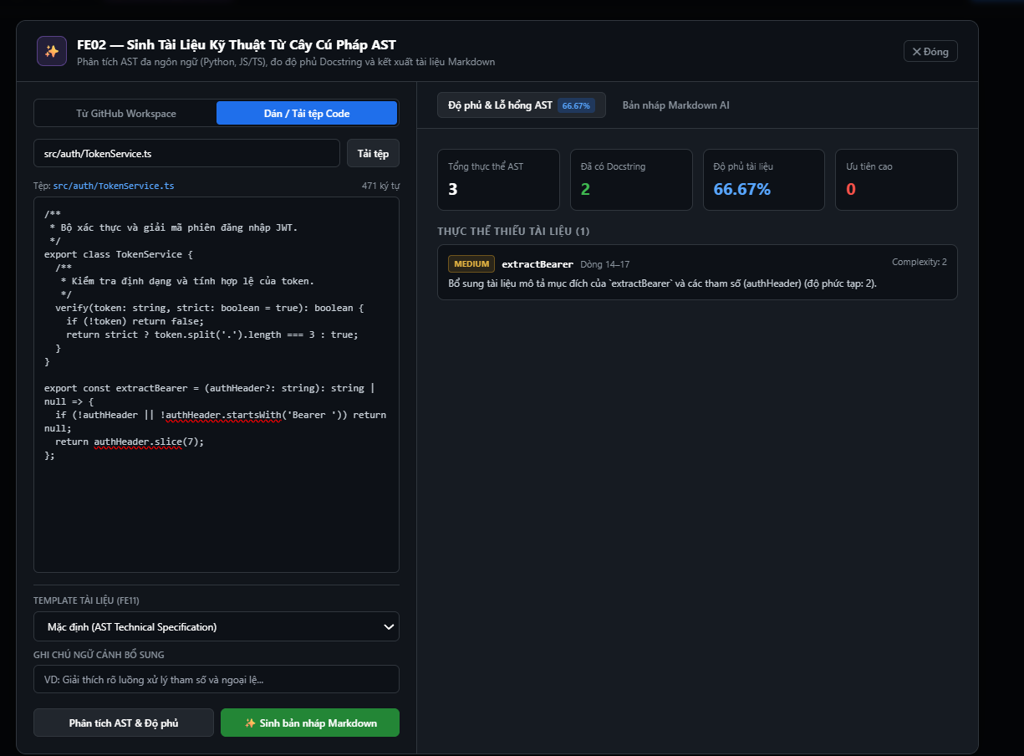 FE02 — Sinh Tài Liệu Kỹ Thuật Từ Cây Cú Pháp AST
Phân tích AST đa ngôn ngữ (Python, JS/TS), đo độ phủ Docstring và kết xuất tài liệu Markdown
✕ Đóng
Từ GitHub Workspace
Dán / Tải tệp Code
src/auth/TokenService.ts
Tải tệp
Tệp: src/auth/TokenService.ts
471 ký tự
/**
 * Bộ xác thực và giải mã phiên đăng nhập JWT.
 */
export class TokenService {
  /**
   * Kiểm tra định dạng và tính hợp lệ của token.
   */
  verify(token: string, strict: boolean = true): boolean {
    if (!token) return false;
    return strict ? token.split('.').length === 3 : true;
  }
}

export const extractBearer = (authHeader?: string): string |
null => {
  if (!authHeader || !authHeader.startsWith('Bearer ')) return
null;
  return authHeader.slice(7);
};
TEMPLATE TÀI LIỆU (FE11)
Mặc định (AST Technical Specification)
GHI CHÚ NGỮ CẢNH BỔ SUNG
VD: Giải thích rõ luồng xử lý tham số và ngoại lệ...
Phân tích AST & Độ phủ
✨ Sinh bản nháp Markdown
Độ phủ & Lỗ hổng AST 66.67%
Bản nháp Markdown AI
Tổng thực thể AST
3
Đã có Docstring
2
Độ phủ tài liệu
66.67%
Ưu tiên cao
0
THỰC THỂ THIẾU TÀI LIỆU (1)
MEDIUM extractBearer Dòng 14–17
Complexity: 2
Bổ sung tài liệu mô tả mục đích của `extractBearer` và các tham số (authHeader) (độ phức tạp: 2).